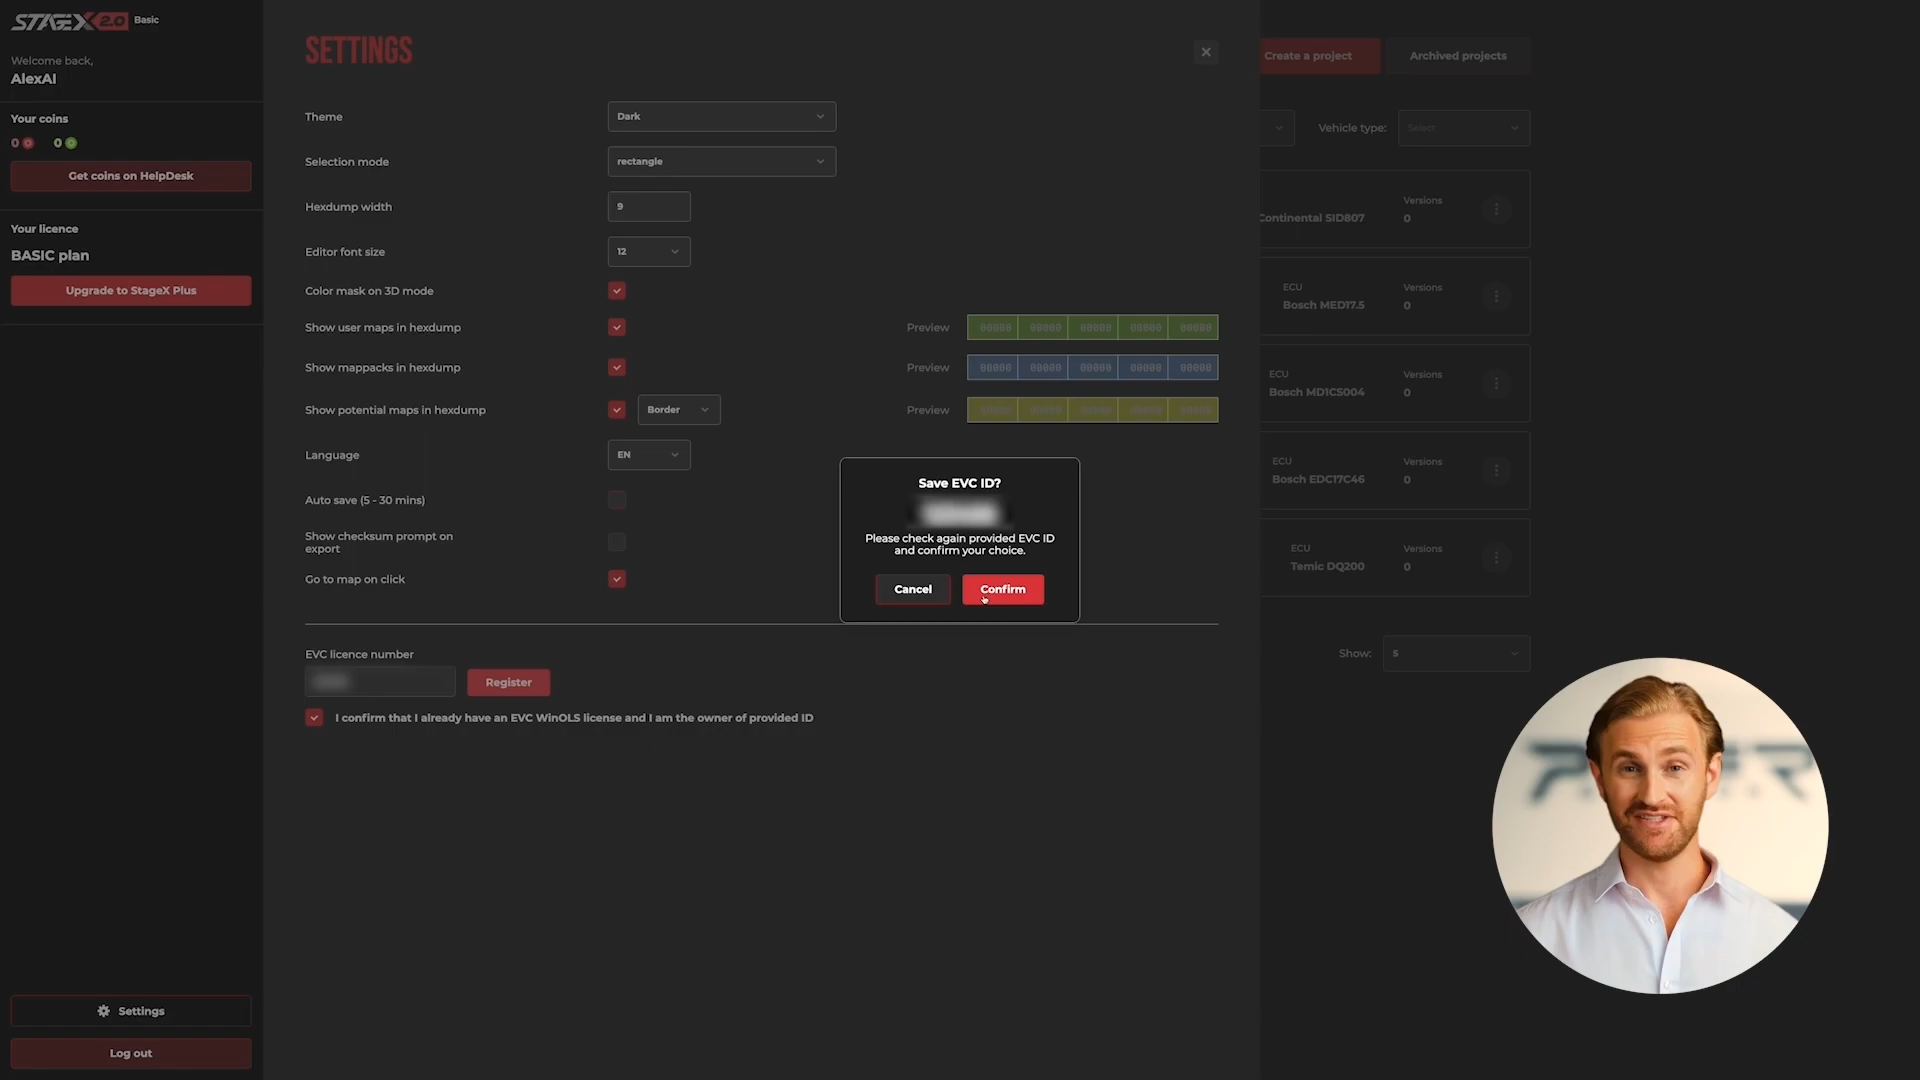 STAGEX 2.0 Basic
Welcome back,
AlexAI
Your coins
0 0
Get coins on HelpDesk
Your licence
BASIC plan
Upgrade to StageX Plus
Settings
Log out
SETTINGS
Theme Dark
Selection mode rectangle
Hexdump width 9
Editor font size 12
Color mask on 3D mode
Show user maps in hexdump Preview 00000 00000 00000 00000 00000
Show mappacks in hexdump Preview 00000 00000 00000 00000 00000
Show potential maps in hexdump Border Preview 00000 00000 00000 00000 00000
Language EN
Auto save (5 - 30 mins)
Show checksum prompt on
export
Go to map on click
EVC licence number
Register
I confirm that I already have an EVC WinOLS license and I am the owner of provided ID
Save EVC ID?
Please check again provided EVC ID
and confirm your choice.
Cancel Confirm
Create a project Archived projects
Vehicle type: Select
Versions
Continental SID807 0
ECU Versions
Bosch MED17.5 0
ECU Versions
Bosch MD1CS004 0
ECU Versions
Bosch EDC17C46 0
ECU Versions
Temic DQ200 0
Show: 5